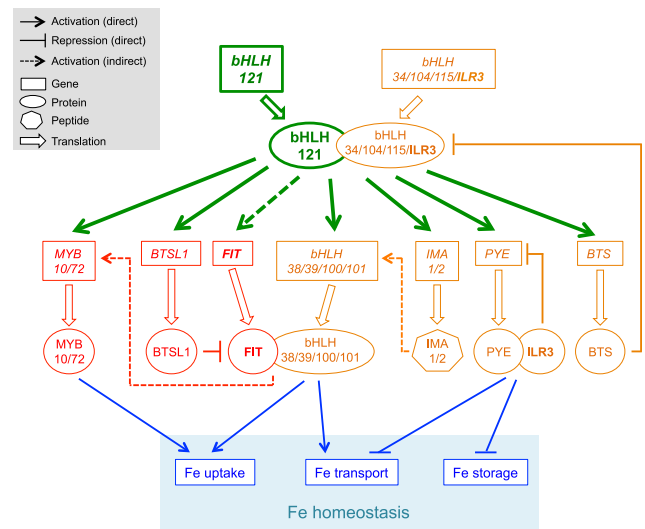 Activation (direct)
Repression (direct)
Activation (indirect)
Gene
Protein
Peptide
Translation
bHLH
121
bHLH
34/104/115/ILR3
bHLH
121
bHLH
34/104/115/ILR3
MYB
10/72
BTSL1
FIT
bHLH
38/39/100/101
IMA
1/2
PYE
BTS
MYB
10/72
BTSL1
FIT
bHLH
38/39/100/101
IMA
1/2
PYE
ILR3
BTS
Fe uptake
Fe transport
Fe storage
Fe homeostasis